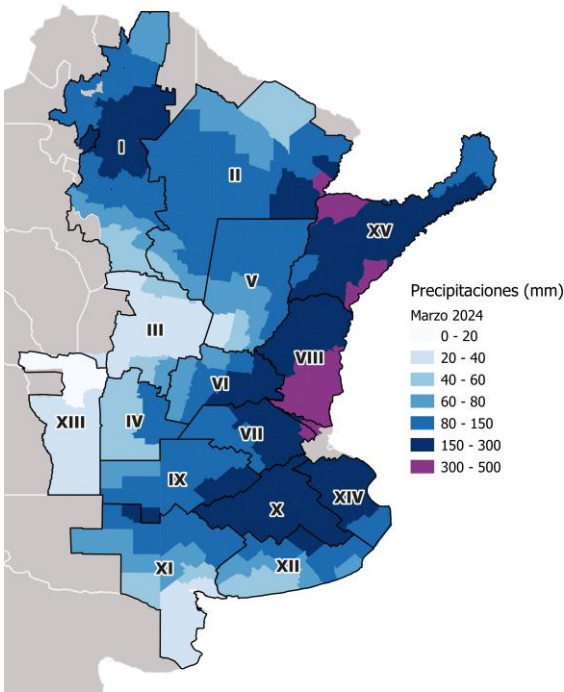 I
II
XV
V
III
Precipitaciones (mm)
Marzo 2024
0 - 20
20 - 40
40 - 60
60 - 80
80 - 150
150 - 300
300 - 500
VIII
VI
XIII
IV
VII
IX
XIV
X
XI
XII